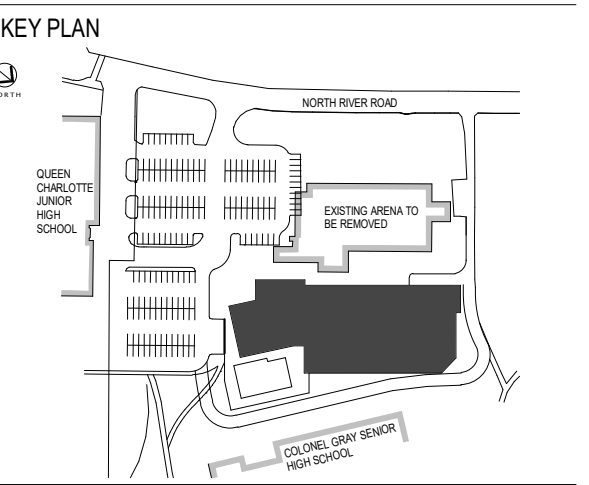 KEY PLAN
ORTH
NORTH RIVER ROAD
QUEEN
CHARLOTTE
JUNIOR
HIGH
SCHOOL
EXISTING ARENA TO
BE REMOVED
COLONEL GRAY SENIOR
HIGH SCHOOL